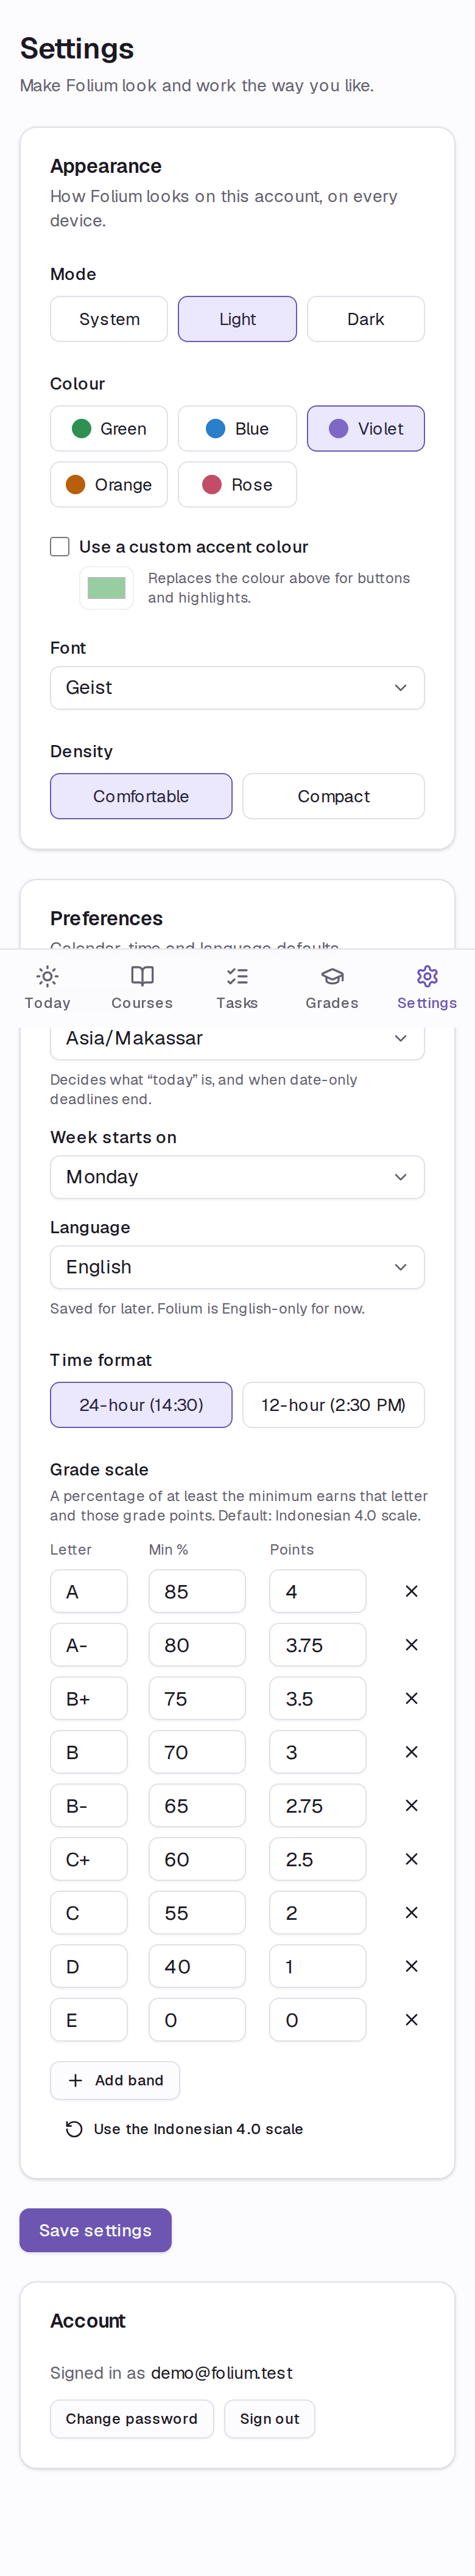 Settings
Make Folium look and work the way you like.
Appearance
How Folium looks on this account, on every
device.
Mode
System
Light
Dark
Colour
Green
Blue
Violet
Orange
Rose
Use a custom accent colour
Replaces the colour above for buttons
and highlights.
Font
Geist
Density
Comfortable
Compact
Preferences
Calendar, time and language defaults.
Today
Courses
Tasks
Grades
Settings
Asia/Makassar
Decides what “today” is, and when date-only
deadlines end.
Week starts on
Monday
Language
English
Saved for later. Folium is English-only for now.
Time format
24-hour (14:30)
12-hour (2:30 PM)
Grade scale
A percentage of at least the minimum earns that letter
and those grade points. Default: Indonesian 4.0 scale.
Letter Min % Points
A 85 4
A- 80 3.75
B+ 75 3.5
B 70 3
B- 65 2.75
C+ 60 2.5
C 55 2
D 40 1
E 0 0
Add band
Use the Indonesian 4.0 scale
Save settings
Account
Signed in as demo@folium.test
Change password
Sign out